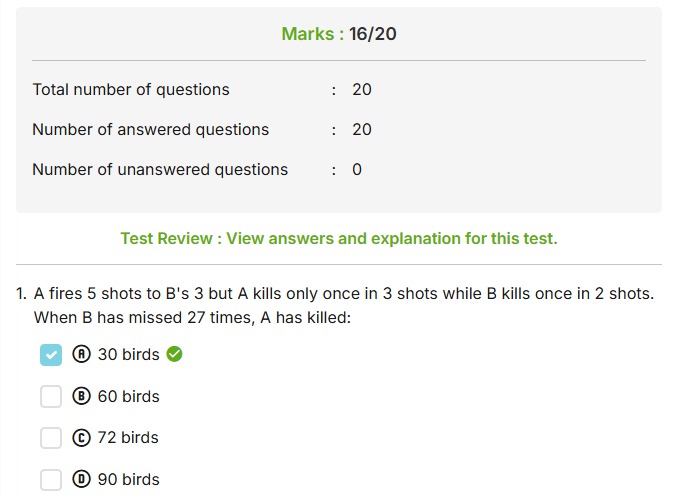 Marks : 16/20
Total number of questions : 20
Number of answered questions : 20
Number of unanswered questions : 0
Test Review : View answers and explanation for this test.
1. A fires 5 shots to B's 3 but A kills only once in 3 shots while B kills once in 2 shots.
When B has missed 27 times, A has killed:
A 30 birds
B 60 birds
C 72 birds
D 90 birds